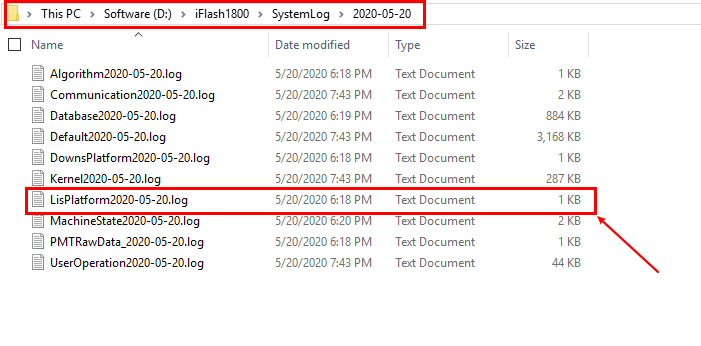 This PC > Software (D:) > iFlash1800 > SystemLog > 2020-05-20
Name Date modified Type Size
Algorithm2020-05-20.log 5/20/2020 6:18 PM Text Document 1 KB
Communication2020-05-20.log 5/20/2020 7:43 PM Text Document 2 KB
Database2020-05-20.log 5/20/2020 6:19 PM Text Document 884 KB
Default2020-05-20.log 5/20/2020 7:43 PM Text Document 3,168 KB
DownsPlatform2020-05-20.log 5/20/2020 6:18 PM Text Document 1 KB
Kernel2020-05-20.log 5/20/2020 7:43 PM Text Document 287 KB
LisPlatform2020-05-20.log 5/20/2020 6:18 PM Text Document 1 KB
MachineState2020-05-20.log 5/20/2020 6:20 PM Text Document 2 KB
PMTRawData_2020-05-20.log 5/20/2020 6:18 PM Text Document 1 KB
UserOperation2020-05-20.log 5/20/2020 7:43 PM Text Document 44 KB